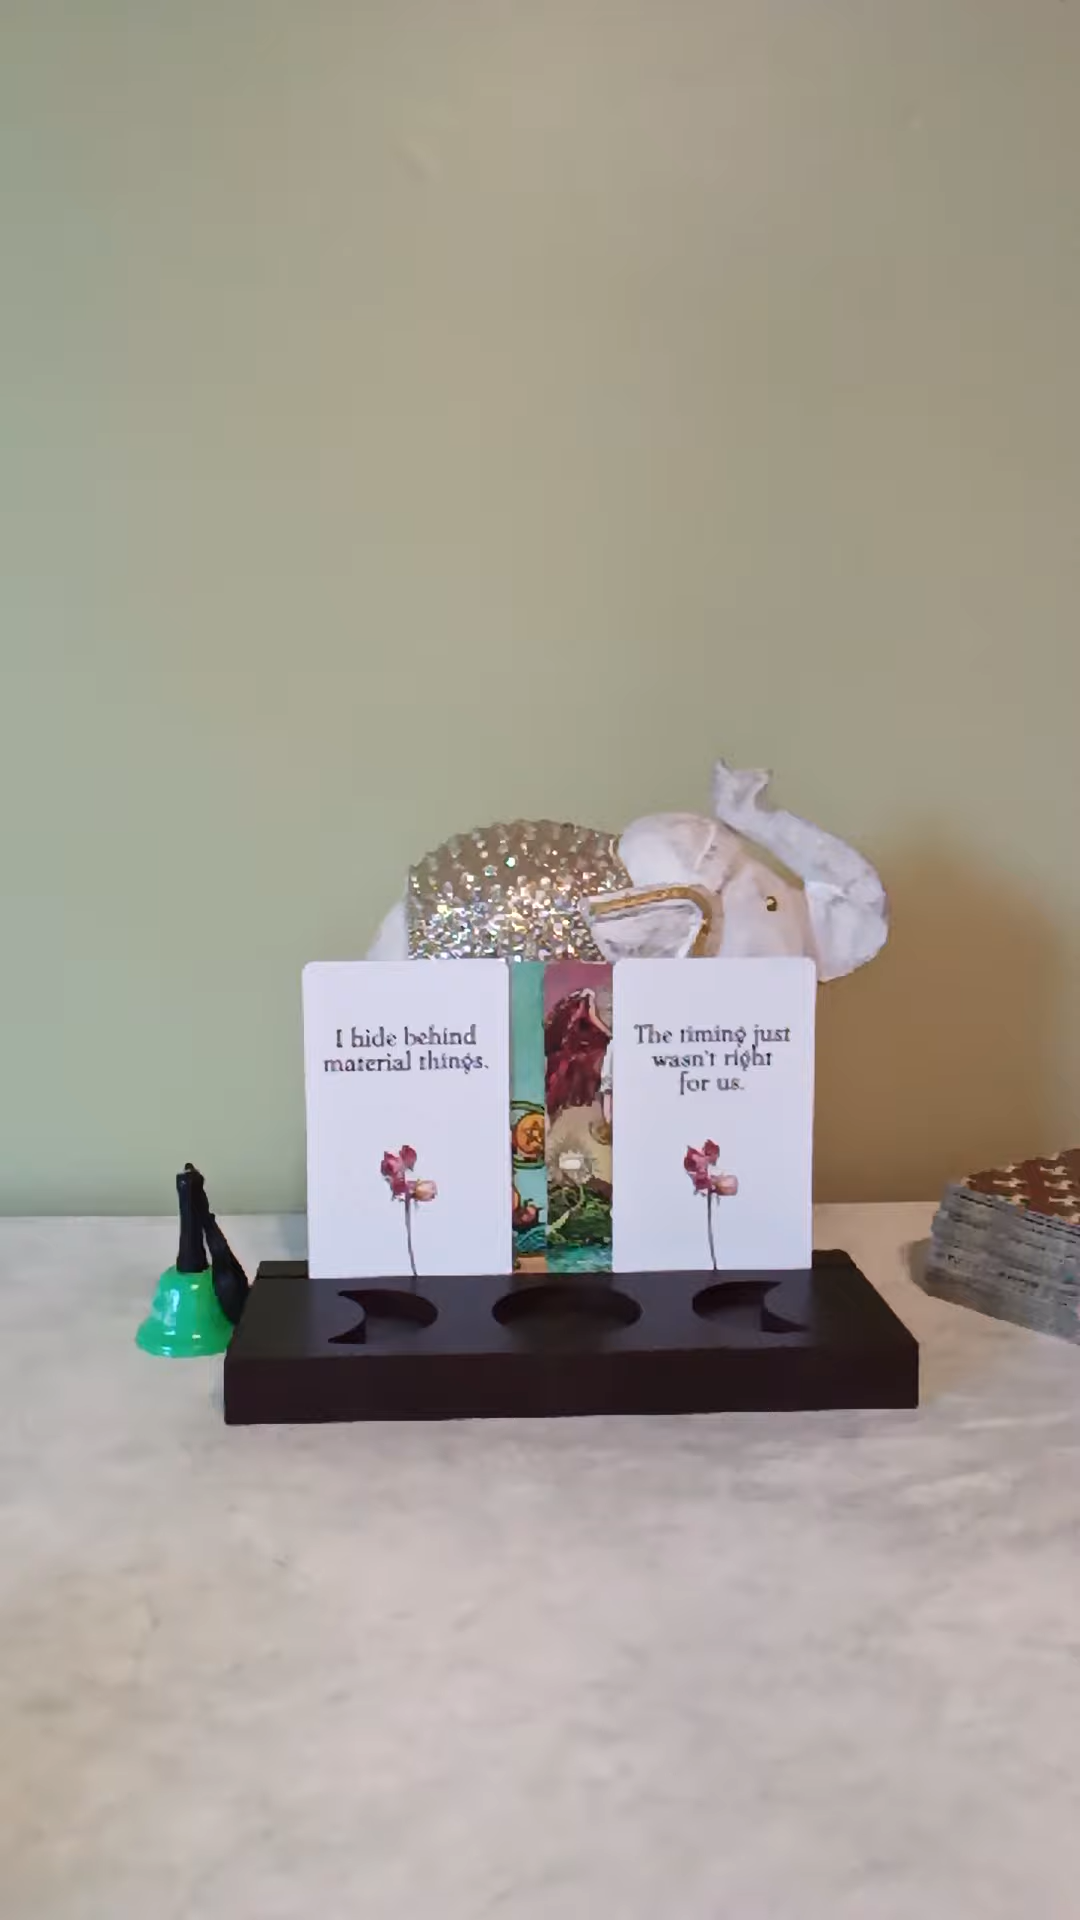 I hide behind
material things.
The timing just
wasn't right
for us.